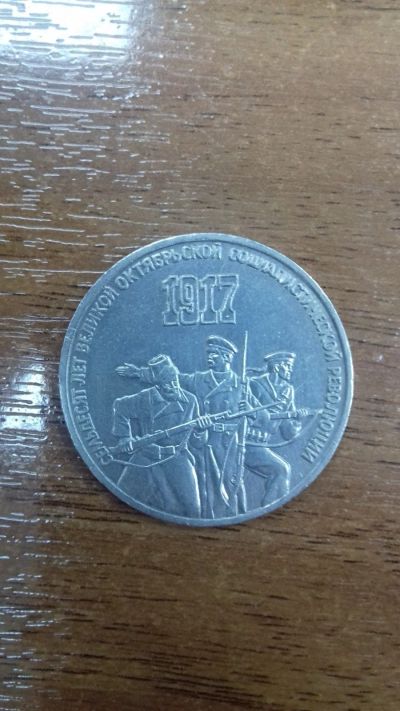 СЕМЬДЕСЯТ ЛЕТ ВЕЛИКОЙ ОКТЯБРЬСКОЙ СОЦИАЛИСТИЧЕСКОЙ РЕВОЛЮЦИИ
1917